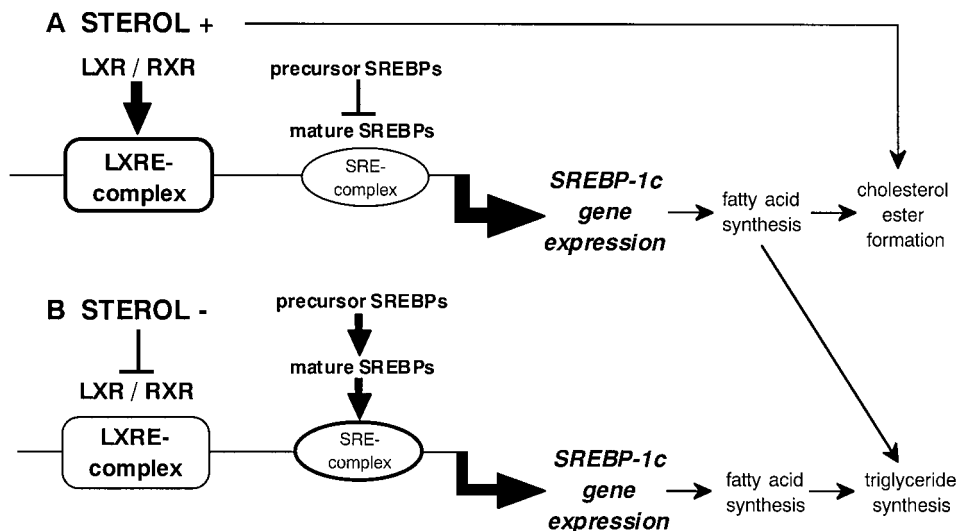 A STEROL +
LXR / RXR
precursor SREBPs
mature SREBPs
LXRE-
complex
SRE-
complex
SREBP-1c
gene
expression
fatty acid
synthesis
cholesterol
ester
formation
B STEROL -
LXR / RXR
precursor SREBPs
mature SREBPs
LXRE-
complex
SRE-
complex
SREBP-1c
gene
expression
fatty acid
synthesis
triglyceride
synthesis